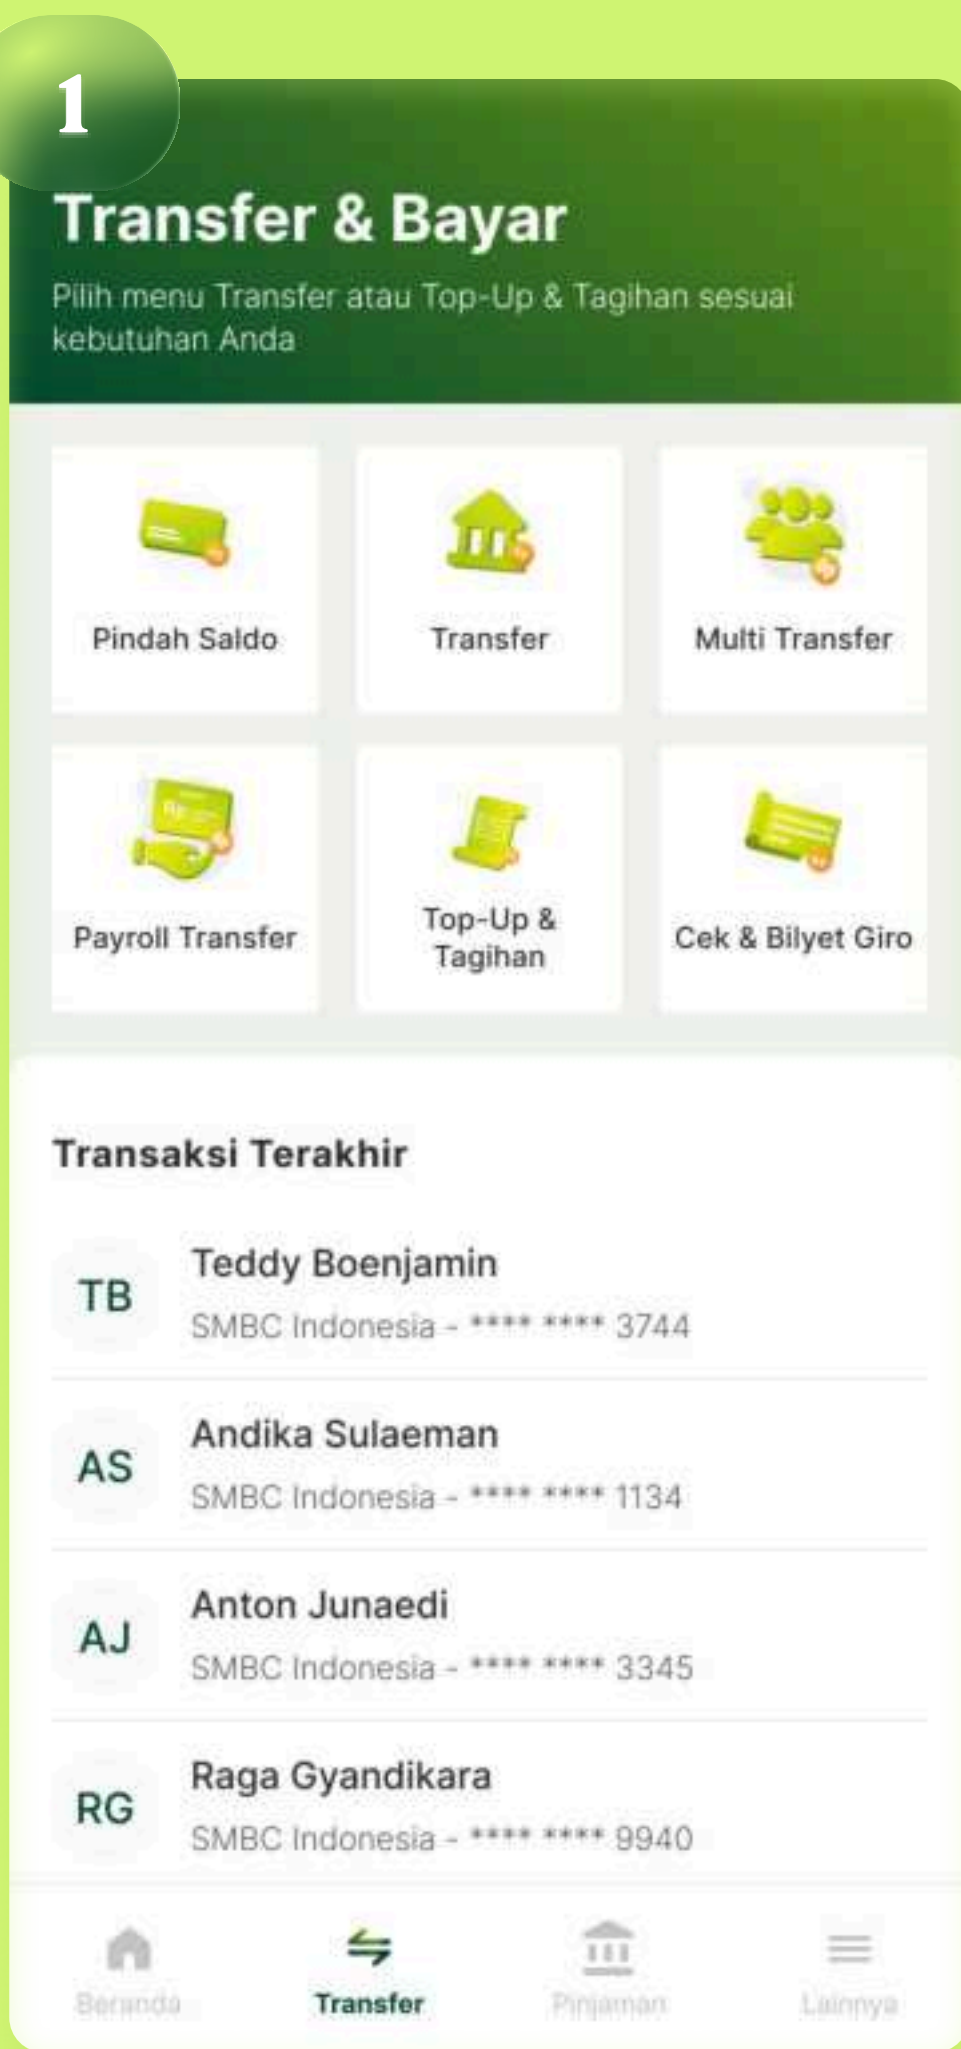 1
Transfer & Bayar
Pilih menu Transfer atau Top-Up & Tagihan sesuai
kebutuhan Anda
Pindah Saldo
Transfer
Multi Transfer
Payroll Transfer
Top-Up &
Tagihan
Cek & Bilyet Giro
Transaksi Terakhir
TB
Teddy Boenjamin
SMBC Indonesia - **** **** 3744
AS
Andika Sulaeman
SMBC Indonesia - **** **** 1134
AJ
Anton Junaedi
SMBC Indonesia - **** **** 3345
RG
Raga Gyandikara
SMBC Indonesia - **** **** 9940
Beranda
Transfer
Pinjaman
Lainnya